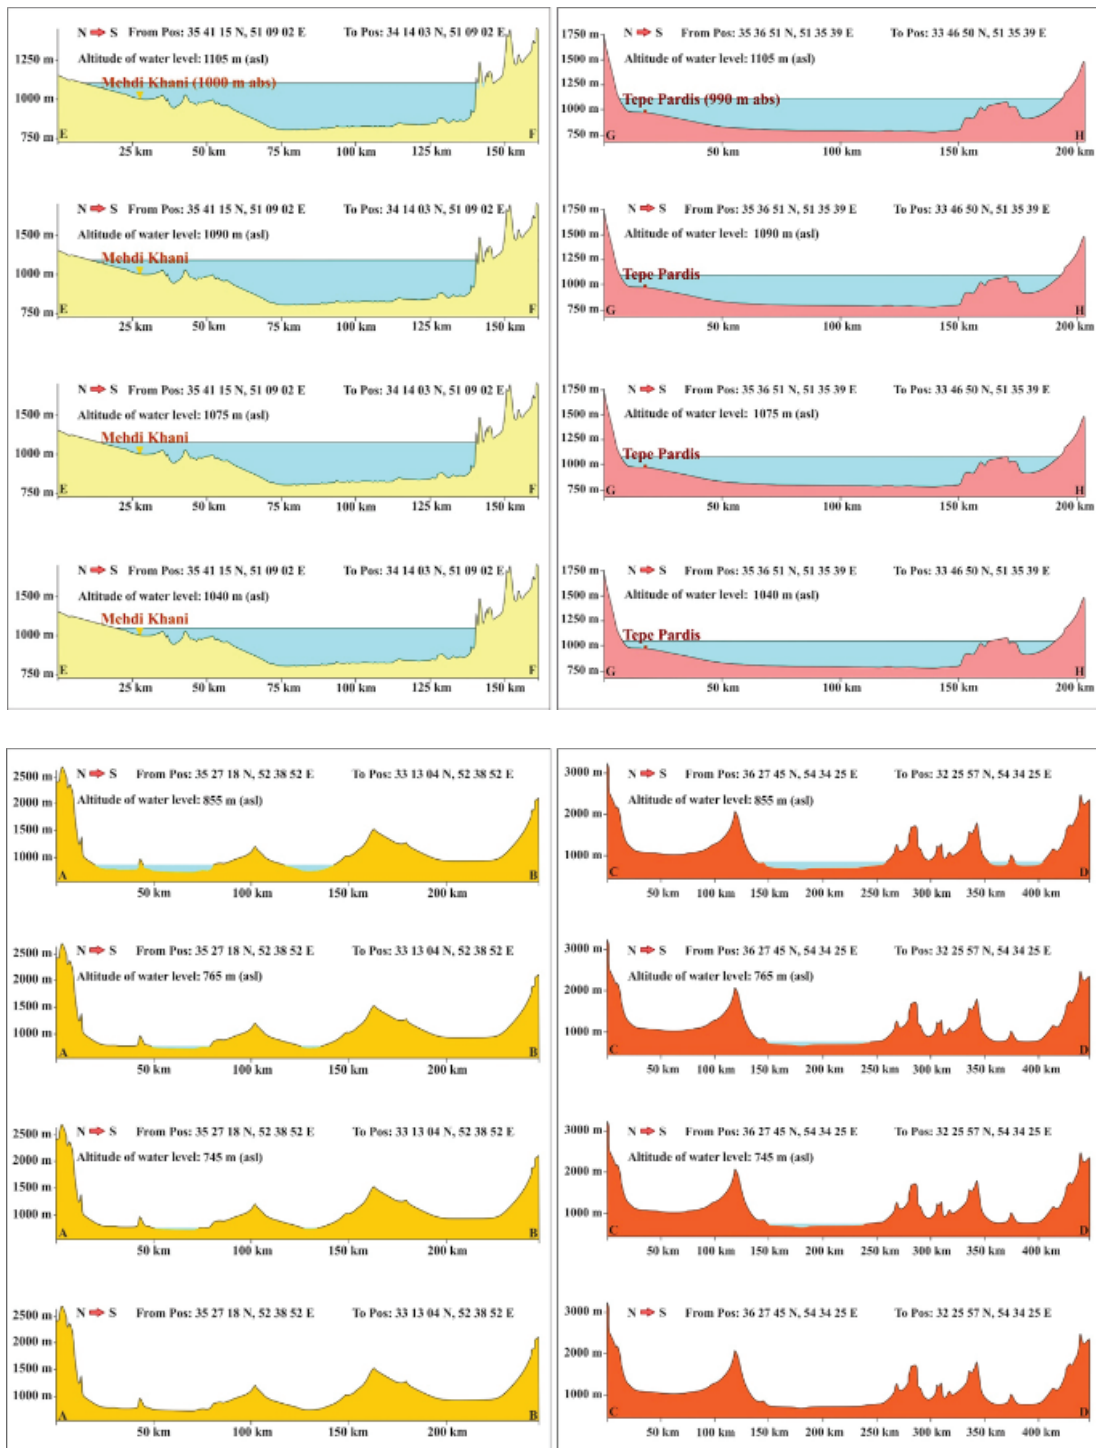 N S From Pos: 35 41 15 N, 51 09 02 E To Pos: 34 14 03 N, 51 09 02 E
1250 m
Altitude of water level: 1105 m (asl)
Mehdi Khani (1000 m abs)
1000 m
750 m
E F
25 km 50 km 75 km 100 km 125 km 150 km
N S From Pos: 35 41 15 N, 51 09 02 E To Pos: 34 14 03 N, 51 09 02 E
1500 m
Altitude of water level: 1090 m (asl)
Mehdi Khani
1000 m
750 m
E F
25 km 50 km 75 km 100 km 125 km 150 km
N S From Pos: 35 41 15 N, 51 09 02 E To Pos: 34 14 03 N, 51 09 02 E
1500 m
Altitude of water level: 1075 m (asl)
Mehdi Khani
1000 m
750 m
E F
25 km 50 km 75 km 100 km 125 km 150 km
N S From Pos: 35 41 15 N, 51 09 02 E To Pos: 34 14 03 N, 51 09 02 E
1500 m
Altitude of water level: 1040 m (asl)
Mehdi Khani
1000 m
750 m
E F
25 km 50 km 75 km 100 km 125 km 150 km
1750 m
N S From Pos: 35 36 51 N, 51 35 39 E To Pos: 33 46 50 N, 51 35 39 E
1500 m
Altitude of water level: 1105 m (asl)
1250 m
Tepe Pardis (990 m abs)
1000 m
750 m
G H
50 km 100 km 150 km 200 km
1750 m
N S From Pos: 35 36 51 N, 51 35 39 E To Pos: 33 46 50 N, 51 35 39 E
1500 m
Altitude of water level: 1090 m (asl)
1250 m
Tepe Pardis
1000 m
750 m
G H
50 km 100 km 150 km 200 km
1750 m
N S From Pos: 35 36 51 N, 51 35 39 E To Pos: 33 46 50 N, 51 35 39 E
1500 m
Altitude of water level: 1075 m (asl)
1250 m
Tepe Pardis
1000 m
750 m
G H
50 km 100 km 150 km 200 km
1750 m
N S From Pos: 35 36 51 N, 51 35 39 E To Pos: 33 46 50 N, 51 35 39 E
1500 m
Altitude of water level: 1040 m (asl)
1250 m
Tepe Pardis
1000 m
750 m
G H
50 km 100 km 150 km 200 km
2500 m
N S From Pos: 35 27 18 N, 52 38 52 E To Pos: 33 13 04 N, 52 38 52 E
2000 m
Altitude of water level: 855 m (asl)
1500 m
1000 m
A B
50 km 100 km 150 km 200 km
2500 m
N S From Pos: 35 27 18 N, 52 38 52 E To Pos: 33 13 04 N, 52 38 52 E
2000 m
Altitude of water level: 765 m (asl)
1500 m
1000 m
A B
50 km 100 km 150 km 200 km
2500 m
N S From Pos: 35 27 18 N, 52 38 52 E To Pos: 33 13 04 N, 52 38 52 E
2000 m
Altitude of water level: 745 m (asl)
1500 m
1000 m
A B
50 km 100 km 150 km 200 km
2500 m
N S From Pos: 35 27 18 N, 52 38 52 E To Pos: 33 13 04 N, 52 38 52 E
2000 m
1500 m
1000 m
A B
50 km 100 km 150 km 200 km
3000 m
N S From Pos: 36 27 45 N, 54 34 25 E To Pos: 32 25 57 N, 54 34 25 E
Altitude of water level: 855 m (asl)
2000 m
1000 m
C D
50 km 100 km 150 km 200 km 250 km 300 km 350 km 400 km
3000 m
N S From Pos: 36 27 45 N, 54 34 25 E To Pos: 32 25 57 N, 54 34 25 E
Altitude of water level: 765 m (asl)
2000 m
1000 m
C D
50 km 100 km 150 km 200 km 250 km 300 km 350 km 400 km
3000 m
N S From Pos: 36 27 45 N, 54 34 25 E To Pos: 32 25 57 N, 54 34 25 E
Altitude of water level: 745 m (asl)
2000 m
1000 m
C D
50 km 100 km 150 km 200 km 250 km 300 km 350 km 400 km
3000 m
N S From Pos: 36 27 45 N, 54 34 25 E To Pos: 32 25 57 N, 54 34 25 E
2000 m
1000 m
C D
50 km 100 km 150 km 200 km 250 km 300 km 350 km 400 km